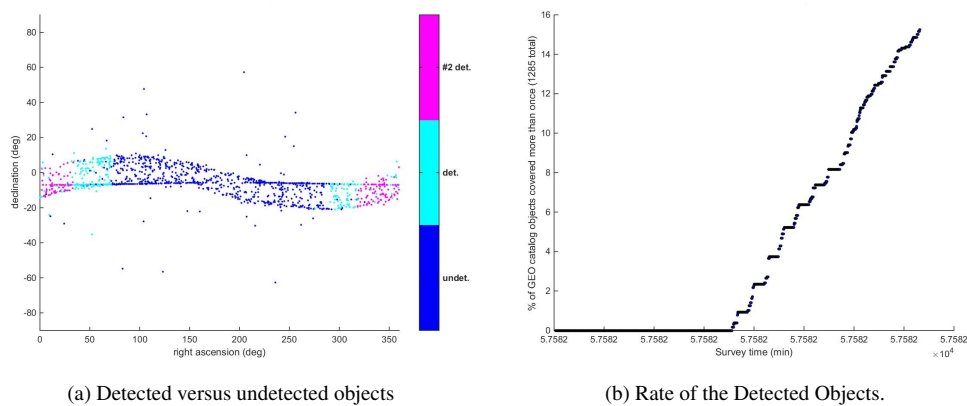 80
60
40
20
0
-20
-40
-60
-80
declination (deg)
0 50 100 150 200 250 300 350
right ascension (deg)
#2 det.
det.
undet.
(a) Detected versus undetected objects
16
14
12
10
8
6
4
2
0
% of GEO catalog objects covered more than once (1285 total)
5.7582 5.7582 5.7582 5.7582 5.7582 5.7582 5.7582 5.7582 5.7582
Survey time (min)
×10⁴
(b) Rate of the Detected Objects.